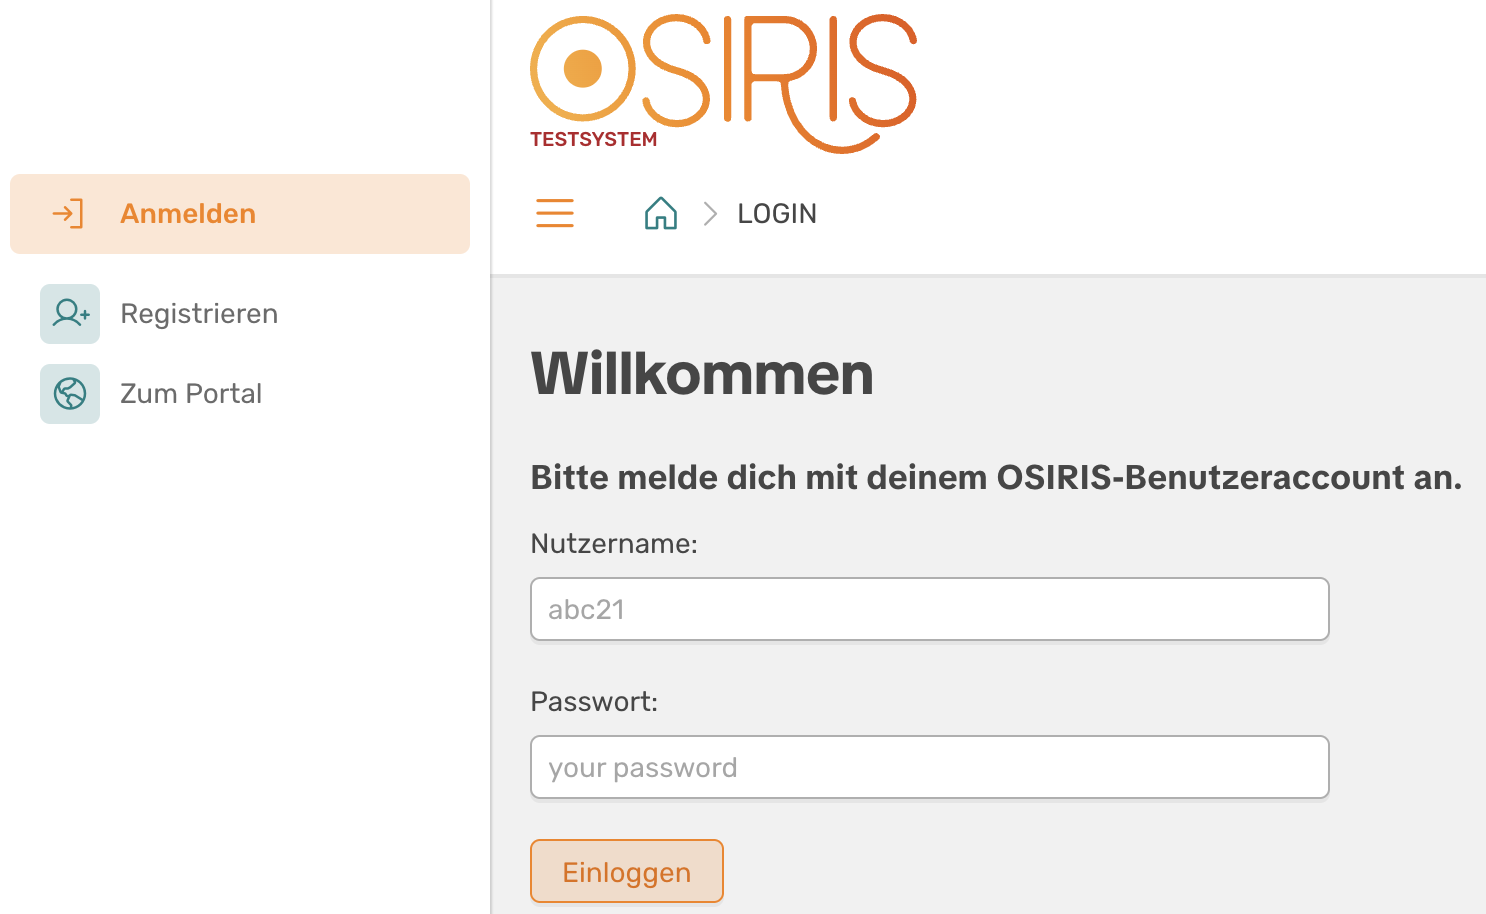 OSIRIS
TESTSYSTEM
Anmelden
Registrieren
Zum Portal
LOGIN
Willkommen
Bitte melde dich mit deinem OSIRIS-Benutzeraccount an.
Nutzername:
abc21
Passwort:
your password
Einloggen